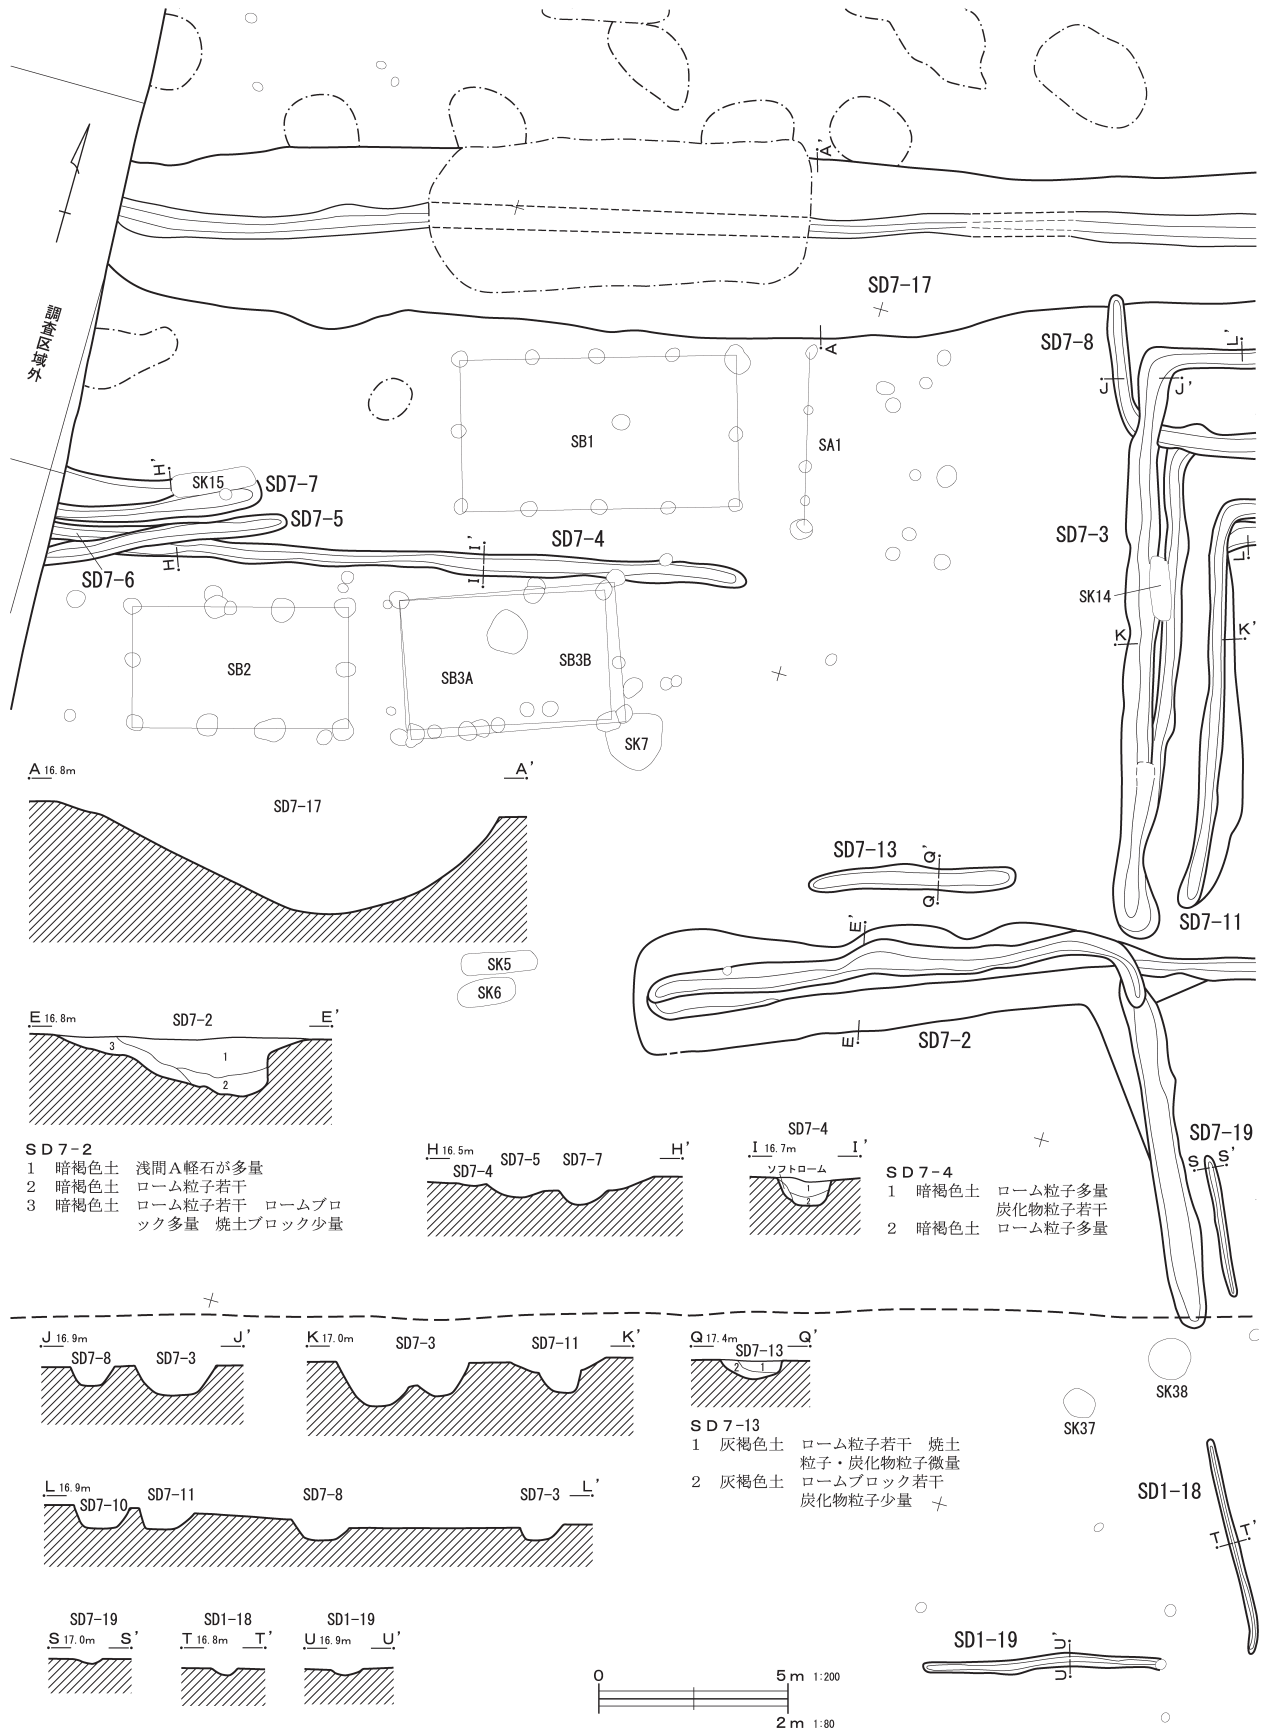 調査区域外
A'
SD7-17
A
SD7-8
L'
J
J'
SB1
SA1
H'
SK15
SD7-7
SD7-5
SD7-4
I'
I
H
SD7-6
SD7-3
L
SK14
K
K'
SB2
SB3A
SB3B
SK7
A 16.8m
A'
SD7-17
SD7-13
Q'
Q
SD7-11
E'
SK5
SK6
E
SD7-2
E 16.8m
SD7-2
E'
3
1
2
SD7-2
1 暗褐色土 浅間A軽石が多量
2 暗褐色土 ローム粒子若干
3 暗褐色土 ローム粒子若干 ロームブロ
ック多量 焼土ブロック少量
H 16.5m
SD7-4
SD7-5
SD7-7
H'
SD7-4
I 16.7m
I'
ソフトローム
1
2
SD7-4
1 暗褐色土 ローム粒子多量
炭化物粒子若干
2 暗褐色土 ローム粒子多量
SD7-19
S
S'
J 16.9m
J'
SD7-8
SD7-3
K 17.0m
K'
SD7-3
SD7-11
Q 17.4m
Q'
SD7-13
2
1
SD7-13
1 灰褐色土 ローム粒子若干 焼土
粒子・炭化物粒子微量
2 灰褐色土 ロームブロック若干
炭化物粒子少量
SK38
SK37
L 16.9m
SD7-10
SD7-11
SD7-8
SD7-3
L'
SD1-18
T
T'
SD7-19
S 17.0m
S'
SD1-18
T 16.8m
T'
SD1-19
U 16.9m
U'
SD1-19
U'
U
0
5m 1:200
2m 1:80